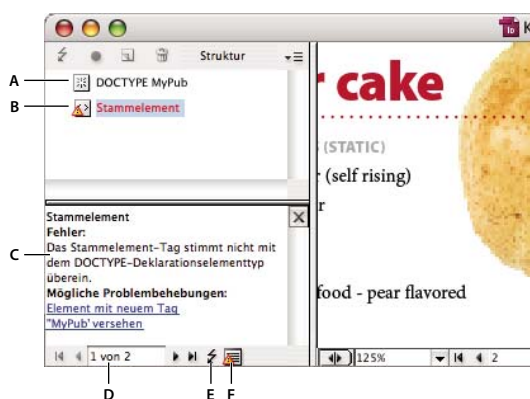 K
Struktur
A
DOCTYPE MyPub
B
Stammelement
r cake
(STATIC)
r (self rising)
r
food - pear flavored
C
Stammelement
Fehler:
Das Stammelement-Tag stimmt nicht mit
dem DOCTYPE-Deklarationselementtyp
überein.
Mögliche Problembehebungen:
Element mit neuem Tag
"MyPub' versehen
1 von 2
125%
2
D E F